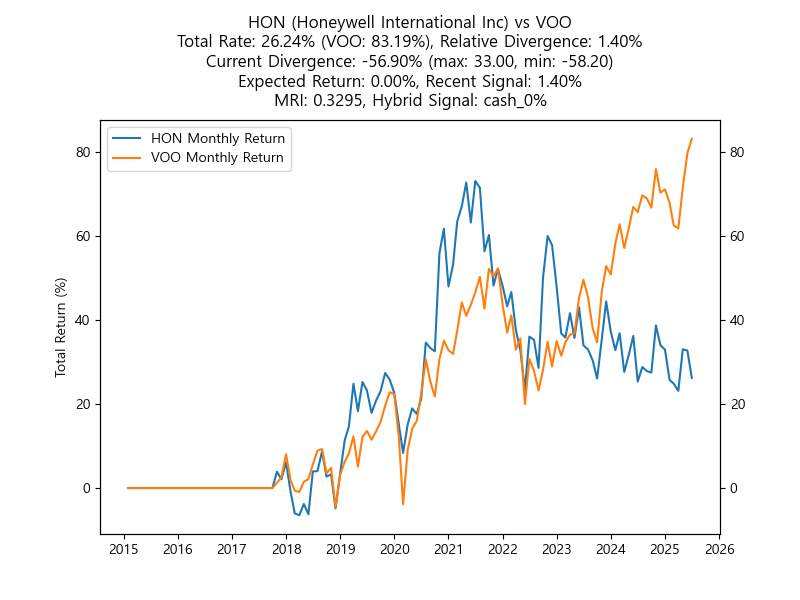 HON (Honeywell International Inc) vs VOO
Total Rate: 26.24% (VOO: 83.19%), Relative Divergence: 1.40%
Current Divergence: -56.90% (max: 33.00, min: -58.20)
Expected Return: 0.00%, Recent Signal: 1.40%
MRI: 0.3295, Hybrid Signal: cash_0%
HON Monthly Return
VOO Monthly Return
Total Return (%)
80
60
40
20
0
80
60
40
20
0
2015 2016 2017 2018 2019 2020 2021 2022 2023 2024 2025 2026